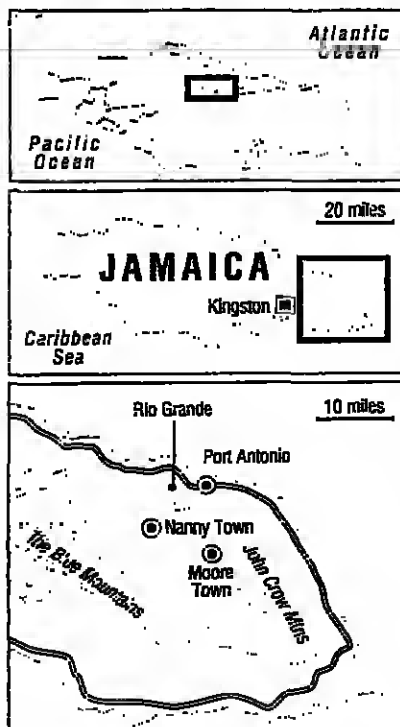 Atlantic
Ocean
Pacific
Ocean
20 miles
JAMAICA
Kingston
Caribbean
Sea
Rio Grande
10 miles
Port Antonio
Nanny Town
The Blue Mountains
Moore
Town
John Crow Mtns